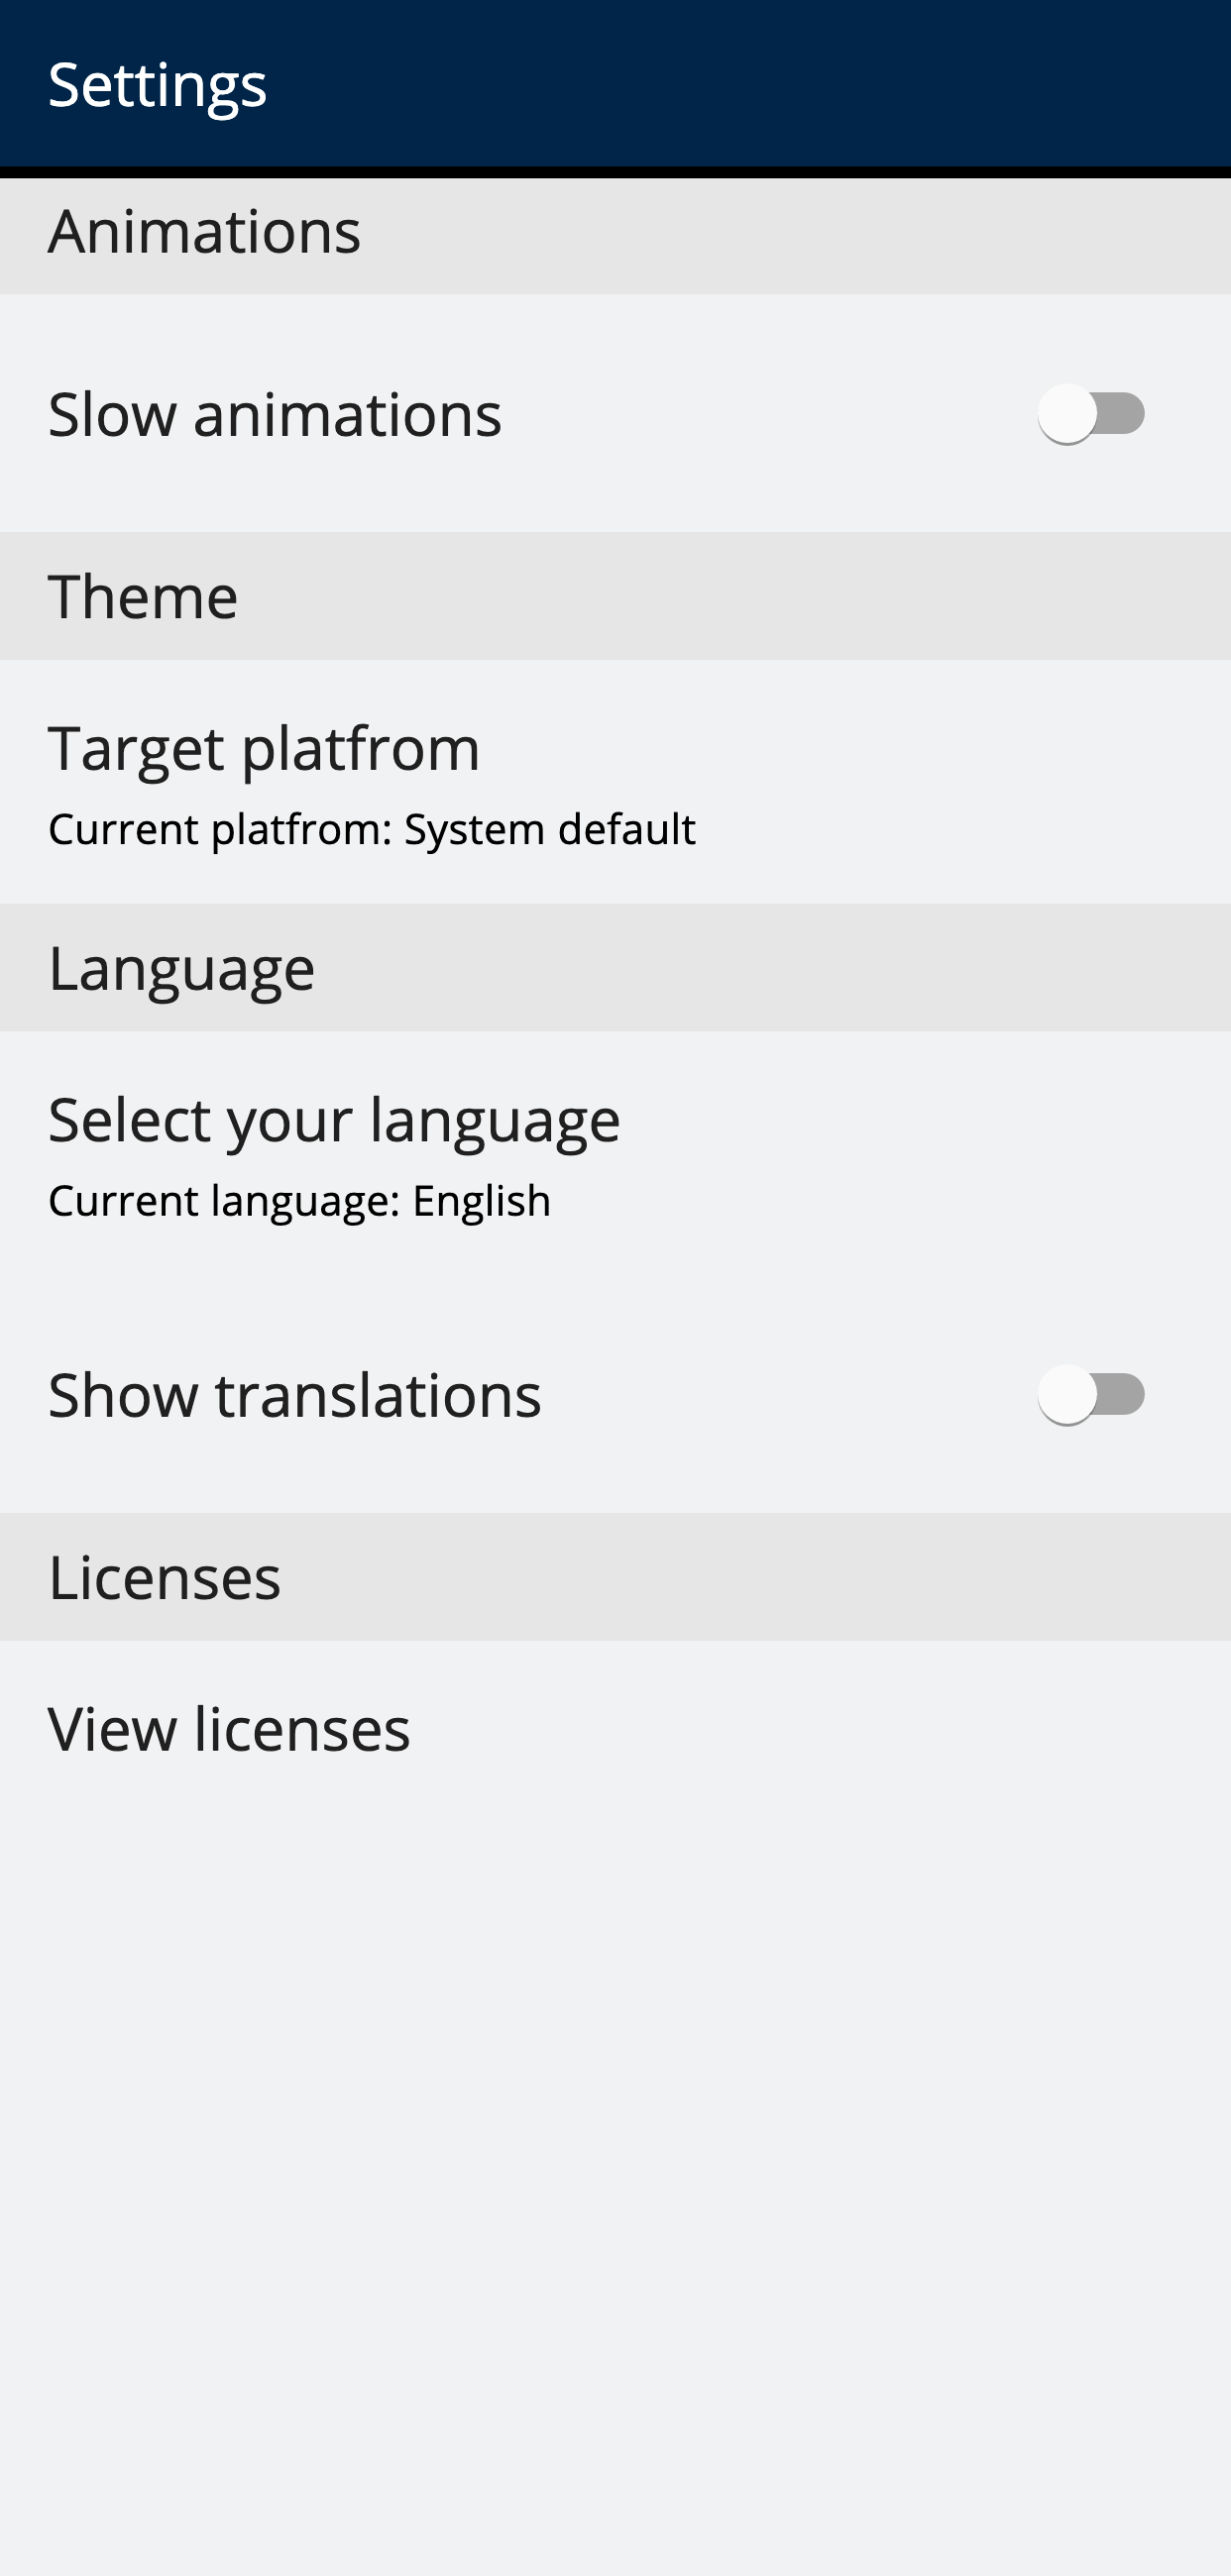 Settings
Animations
Slow animations
Theme
Target platfrom
Current platfrom: System default
Language
Select your language
Current language: English
Show translations
Licenses
View licenses